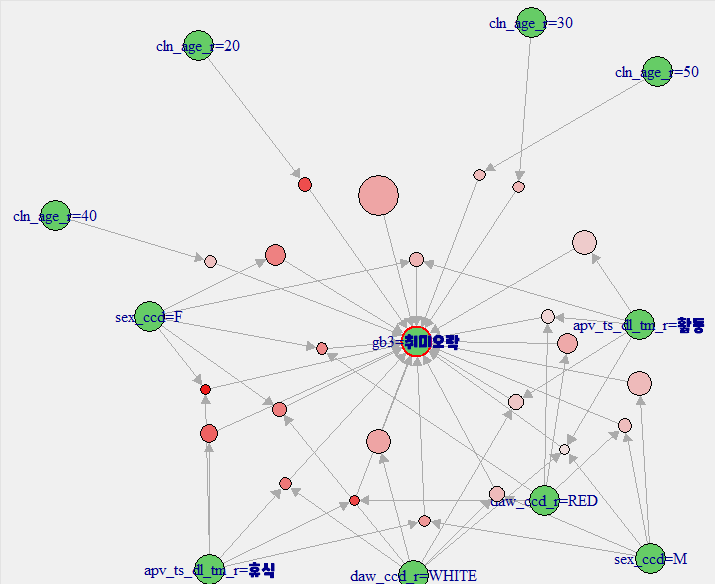 cln_age_r=30
cln_age_r=20
cln_age_r=50
cln_age_r=40
sex_ccd=F
apv_ts_dl_tm_r=활동
gb3=취미오락
daw_ccd_r=RED
sex_ccd=M
apv_ts_dl_tm_r=휴식
daw_ccd_r=WHITE